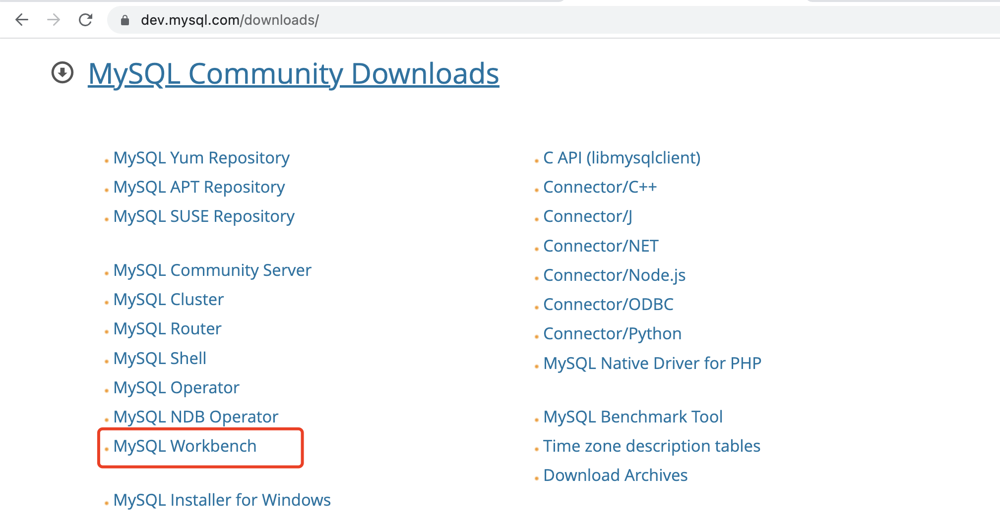 dev.mysql.com/downloads/
MySQL Community Downloads
MySQL Yum Repository
MySQL APT Repository
MySQL SUSE Repository
MySQL Community Server
MySQL Cluster
MySQL Router
MySQL Shell
MySQL Operator
MySQL NDB Operator
MySQL Workbench
MySQL Installer for Windows
C API (libmysqlclient)
Connector/C++
Connector/J
Connector/NET
Connector/Node.js
Connector/ODBC
Connector/Python
MySQL Native Driver for PHP
MySQL Benchmark Tool
Time zone description tables
Download Archives